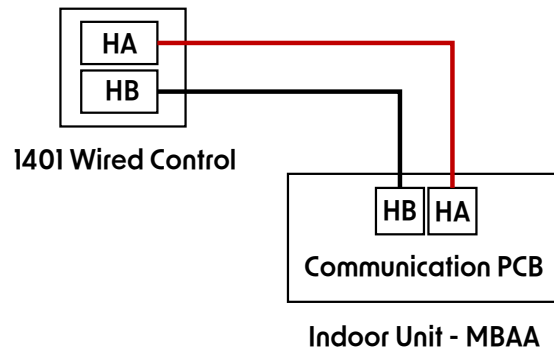 HA
HB
1401 Wired Control
HB HA
Communication PCB
Indoor Unit - MBAA